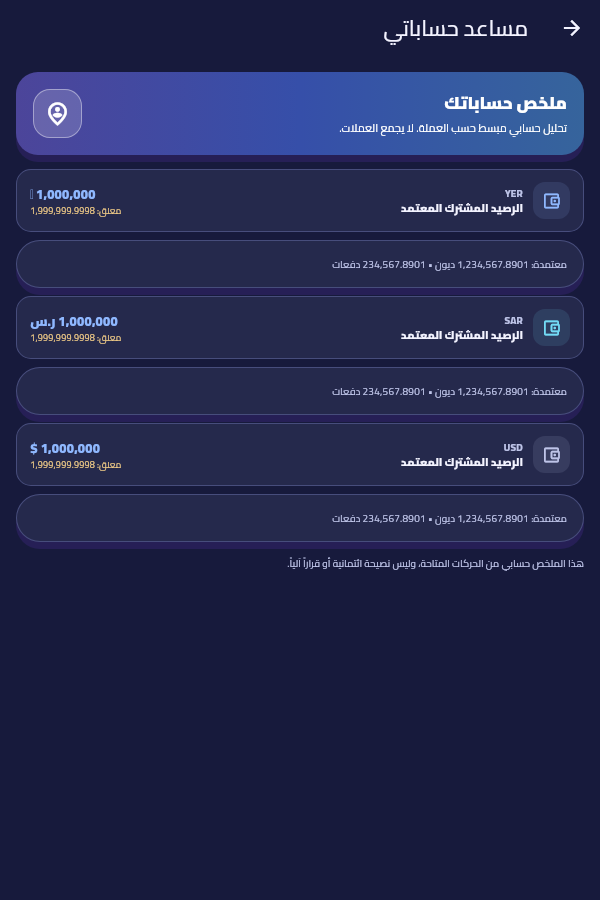 مساعد حساباتي
ملخص حساباتك
تحليل حسابي مبسط حسب العملة. لا يجمع العملات.
YER
الرصيد المشترك المعتمد
1,000,000
معلق: 1,999,999.9998
معتمدة: 1,234,567.8901 ديون • 234,567.8901 دفعات
SAR
الرصيد المشترك المعتمد
1,000,000 ر.س
معلق: 1,999,999.9998
معتمدة: 1,234,567.8901 ديون • 234,567.8901 دفعات
USD
الرصيد المشترك المعتمد
1,000,000 $
معلق: 1,999,999.9998
معتمدة: 1,234,567.8901 ديون • 234,567.8901 دفعات
هذا الملخص حسابي من الحركات المتاحة، وليس نصيحة ائتمانية أو قراراً آلياً.